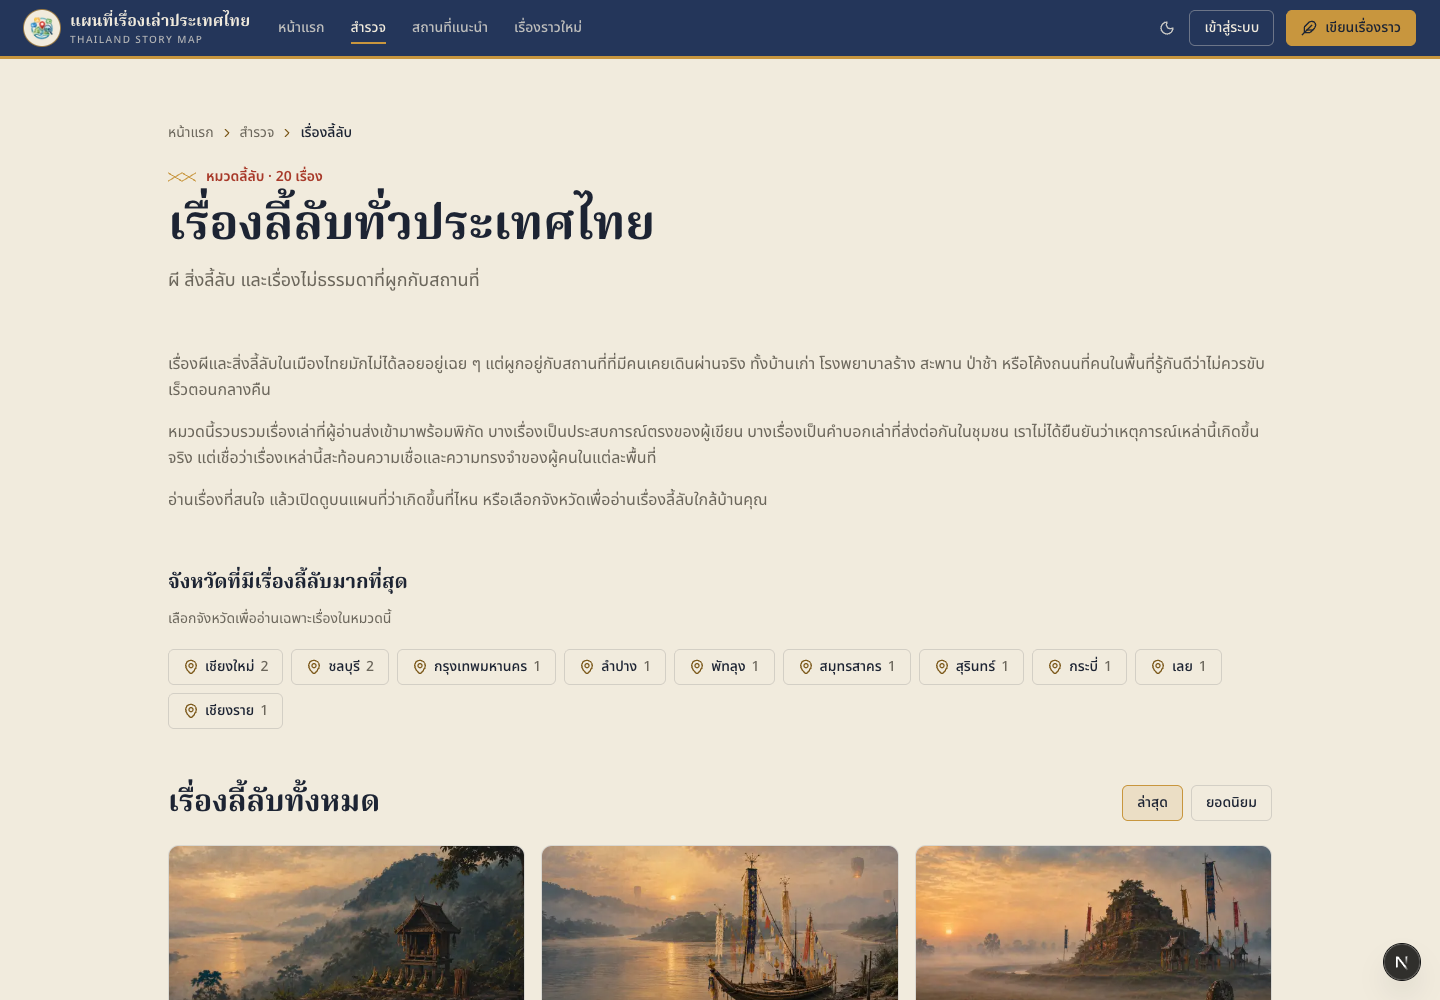 แผนที่เรื่องเล่าประเทศไทย
THAILAND STORY MAP
หน้าแรก
สำรวจ
สถานที่แนะนำ
เรื่องราวใหม่
เข้าสู่ระบบ
เขียนเรื่องราว
หน้าแรก > สำรวจ > เรื่องลี้ลับ
หมวดลี้ลับ · 20 เรื่อง
เรื่องลี้ลับทั่วประเทศไทย
ผี สิ่งลี้ลับ และเรื่องไม่ธรรมดาที่ผูกกับสถานที่
เรื่องผีและสิ่งลี้ลับในเมืองไทยมักไม่ได้ลอยอยู่เฉย ๆ แต่ผูกอยู่กับสถานที่ที่มีคนเคยเดินผ่านจริง ทั้งบ้านเก่า โรงพยาบาลร้าง สะพาน ป่าช้า หรือโค้งถนนที่คนในพื้นที่รู้กันดีว่าไม่ควรขับ
เร็วตอนกลางคืน
หมวดนี้รวบรวมเรื่องเล่าที่ผู้อ่านส่งเข้ามาพร้อมพิกัด บางเรื่องเป็นประสบการณ์ตรงของผู้เขียน บางเรื่องเป็นคำบอกเล่าที่ส่งต่อกันในชุมชน เราไม่ได้ยืนยันว่าเหตุการณ์เหล่านี้เกิดขึ้น
จริง แต่เชื่อว่าเรื่องเหล่านี้สะท้อนความเชื่อและความทรงจำของผู้คนในแต่ละพื้นที่
อ่านเรื่องที่สนใจ แล้วเปิดดูบนแผนที่ว่าเกิดขึ้นที่ไหน หรือเลือกจังหวัดเพื่ออ่านเรื่องลี้ลับใกล้บ้านคุณ
จังหวัดที่มีเรื่องลี้ลับมากที่สุด
เลือกจังหวัดเพื่ออ่านเฉพาะเรื่องในหมวดนี้
เชียงใหม่ 2
ชลบุรี 2
กรุงเทพมหานคร 1
ลำปาง 1
พัทลุง 1
สมุทรสาคร 1
สุรินทร์ 1
กระบี่ 1
เลย 1
เชียงราย 1
เรื่องลี้ลับทั้งหมด
ล่าสุด
ยอดนิยม
N